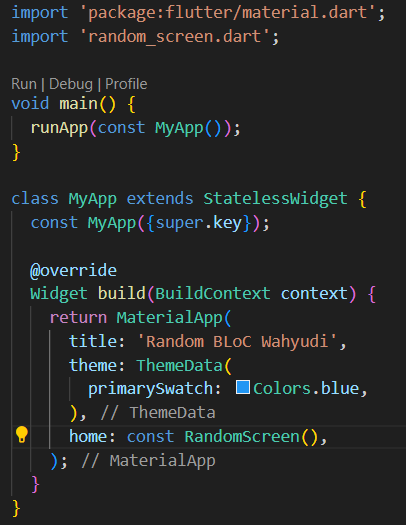 import 'package:flutter/material.dart';
import 'random_screen.dart';
Run | Debug | Profile
void main() {
  runApp(const MyApp());
}
class MyApp extends StatelessWidget {
  const MyApp({super.key});
  @override
  Widget build(BuildContext context) {
    return MaterialApp(
      title: 'Random BLoC Wahyudi',
      theme: ThemeData(
        primarySwatch: Colors.blue,
      ), // ThemeData
      home: const RandomScreen(),
    ); // MaterialApp
  }
}